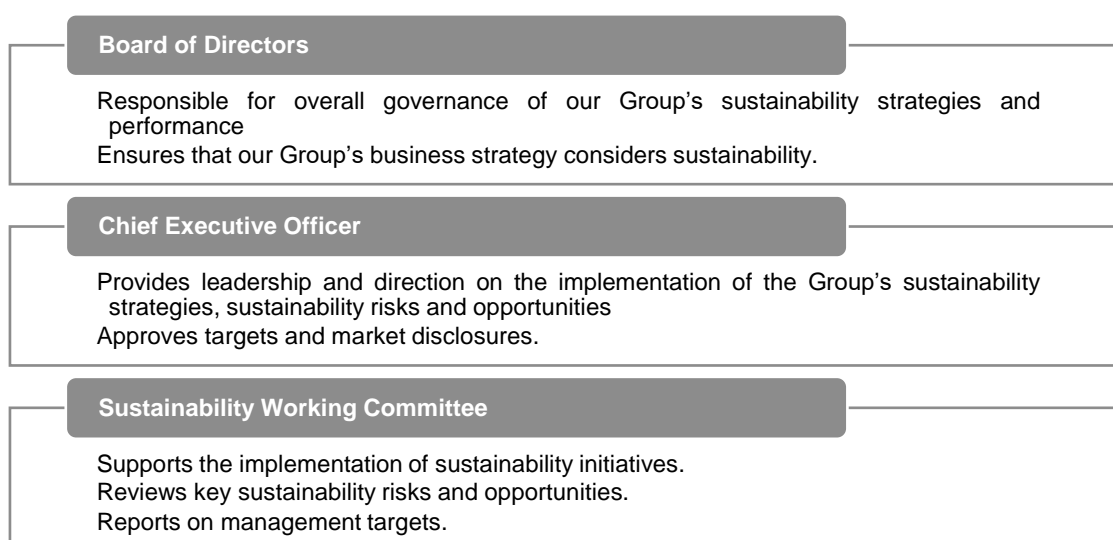 Board of Directors
Responsible for overall governance of our Group's sustainability strategies and
performance
Ensures that our Group's business strategy considers sustainability.
Chief Executive Officer
Provides leadership and direction on the implementation of the Group's sustainability
strategies, sustainability risks and opportunities
Approves targets and market disclosures.
Sustainability Working Committee
Supports the implementation of sustainability initiatives.
Reviews key sustainability risks and opportunities.
Reports on management targets.